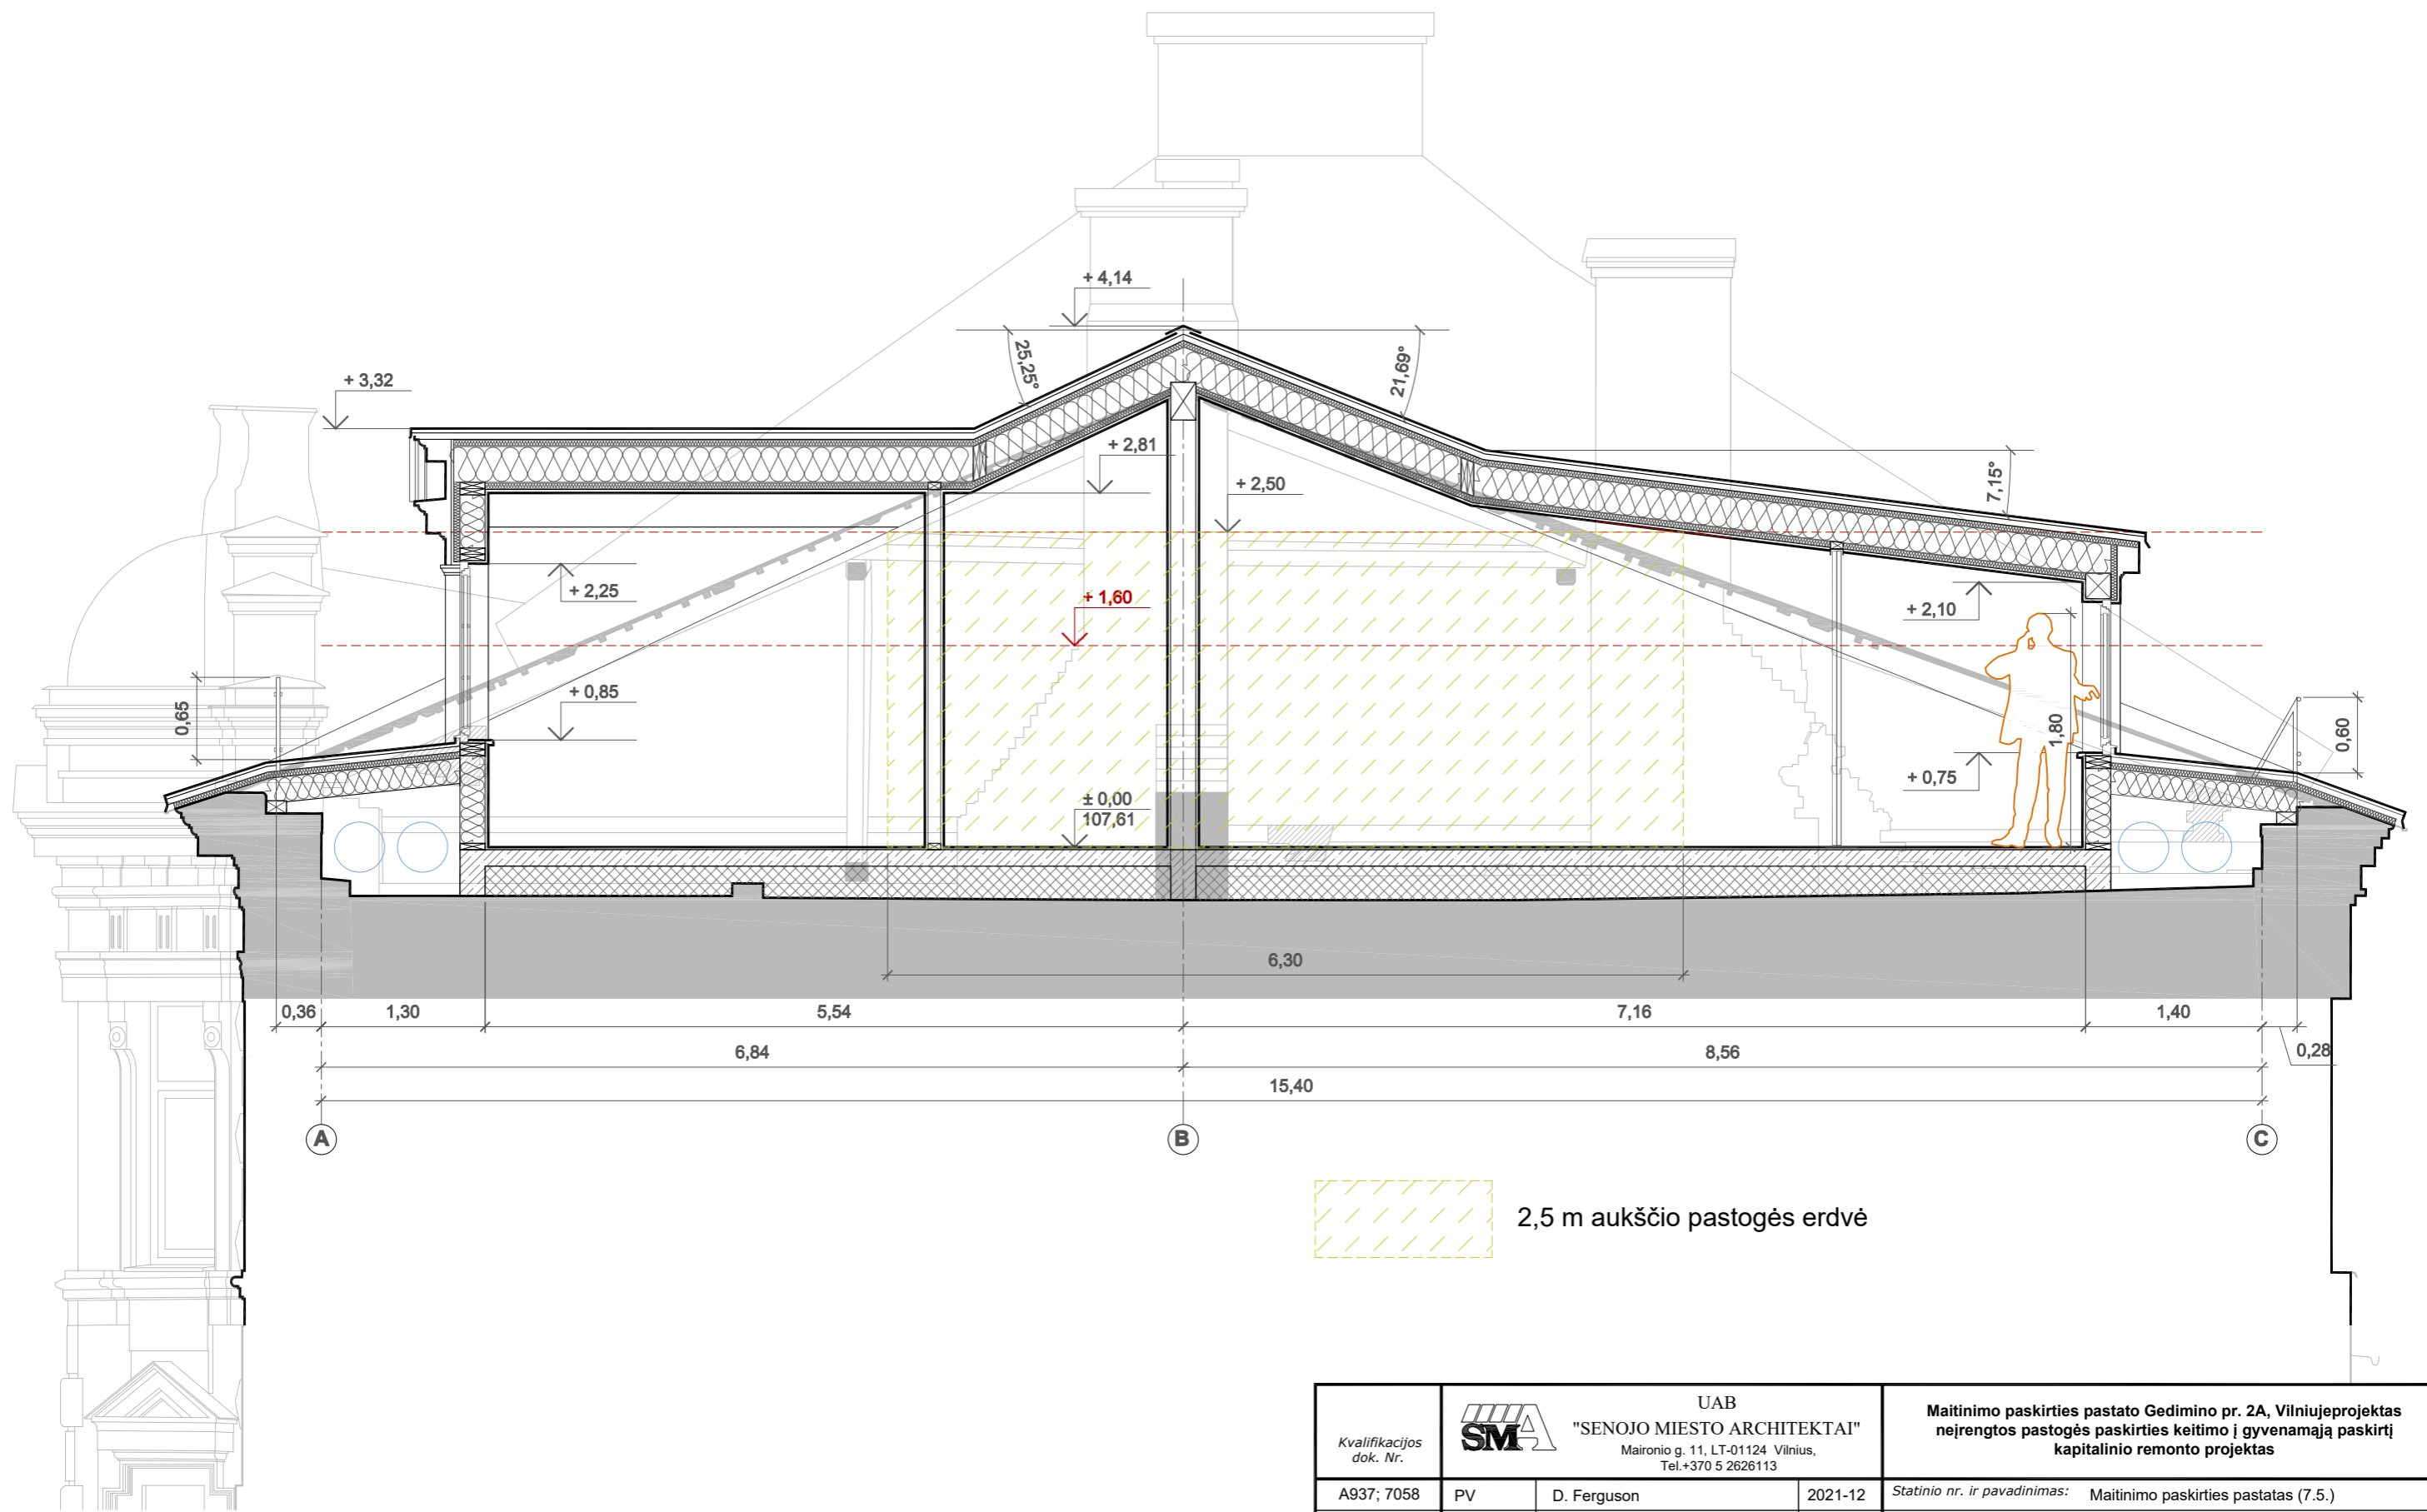 + 4,14
25,25°
21,69°
+ 3,32
+ 2,81
+ 2,50
7,15°
+ 2,25
+ 1,60
+ 2,10
0,65
+ 0,85
1,80
0,60
+ 0,75
± 0,00
107,61
6,30
0,36
1,30
5,54
7,16
1,40
0,28
6,84
8,56
15,40
A
B
C
2,5 m aukščio pastogės erdvė
Kvalifikacijos
dok. Nr.
SMA
UAB
"SENOJO MIESTO ARCHITEKTAI"
Maironio g. 11, LT-01124 Vilnius,
Tel.+370 5 2626113
Maitinimo paskirties pastato Gedimino pr. 2A, Vilniujeprojektas
neįrengtos pastogės paskirties keitimo į gyvenamąją paskirtį
kapitalinio remonto projektas
A937; 7058
PV
D. Ferguson
2021-12
Statinio nr. ir pavadinimas: Maitinimo paskirties pastatas (7.5.)